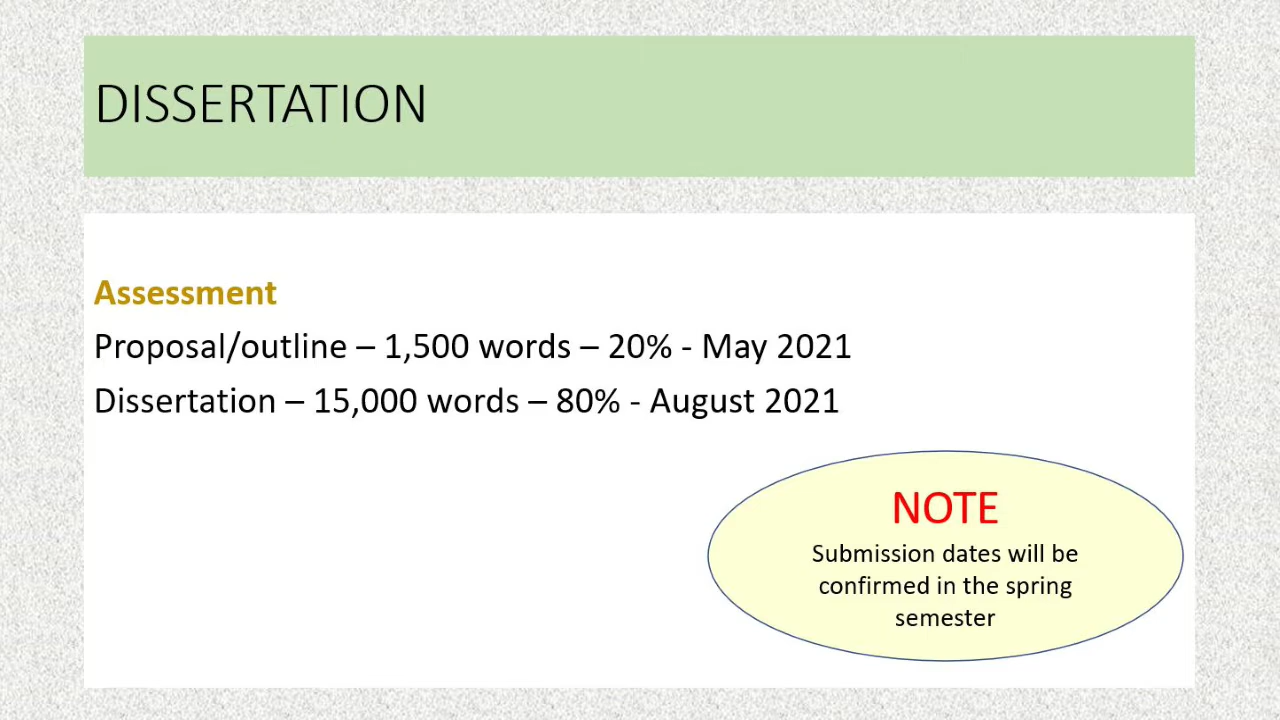 DISSERTATION
Assessment
Proposal/outline – 1,500 words – 20% - May 2021
Dissertation – 15,000 words – 80% - August 2021
NOTE
Submission dates will be
confirmed in the spring
semester